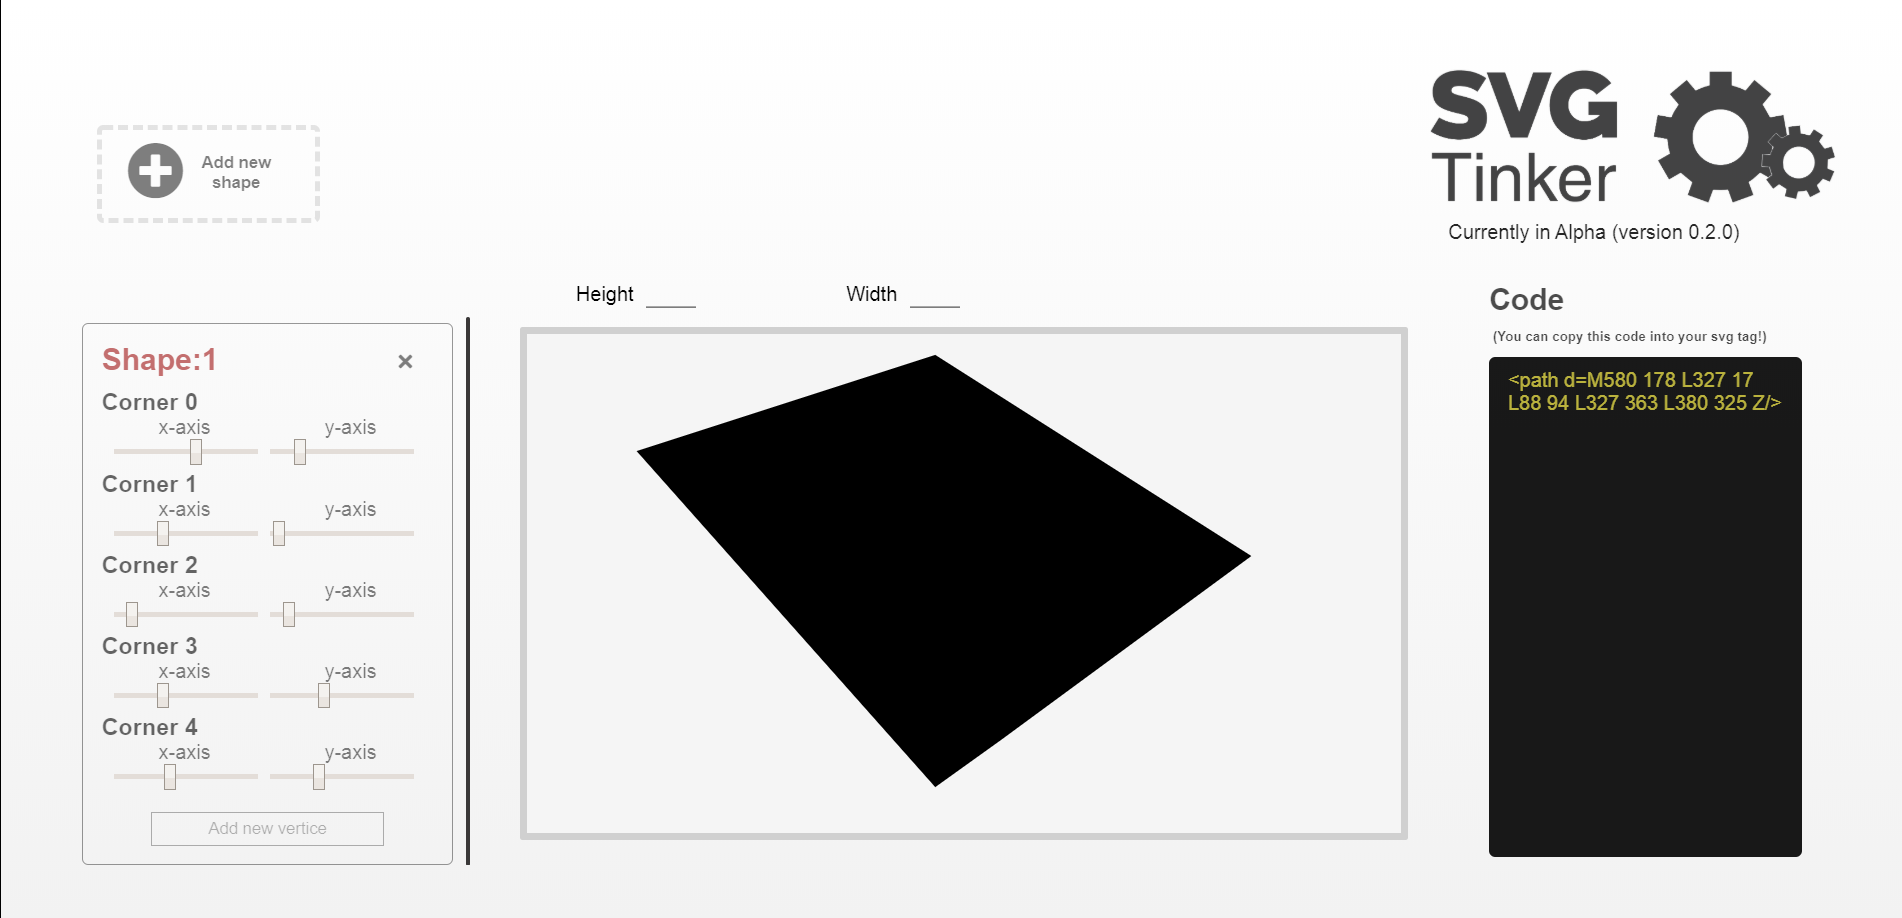 SVG
Tinker
Currently in Alpha (version 0.2.0)
Add new
shape
Height
Width
Code
(You can copy this code into your svg tag!)
<path d=M580 178 L327 17
L88 94 L327 363 L380 325 Z/>
Shape:1
×
Corner 0
x-axis y-axis
Corner 1
x-axis y-axis
Corner 2
x-axis y-axis
Corner 3
x-axis y-axis
Corner 4
x-axis y-axis
Add new vertice